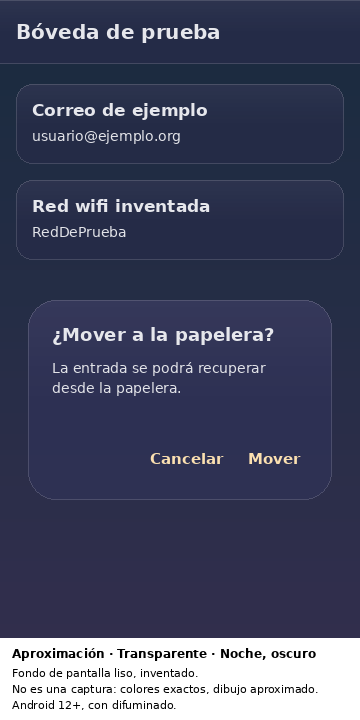 Bóveda de prueba
Correo de ejemplo
usuario@ejemplo.org
Red wifi inventada
RedDePrueba
¿Mover a la papelera?
La entrada se podrá recuperar
desde la papelera.
Cancelar Mover
Aproximación · Transparente · Noche, oscuro
Fondo de pantalla liso, inventado.
No es una captura: colores exactos, dibujo aproximado.
Android 12+, con difuminado.